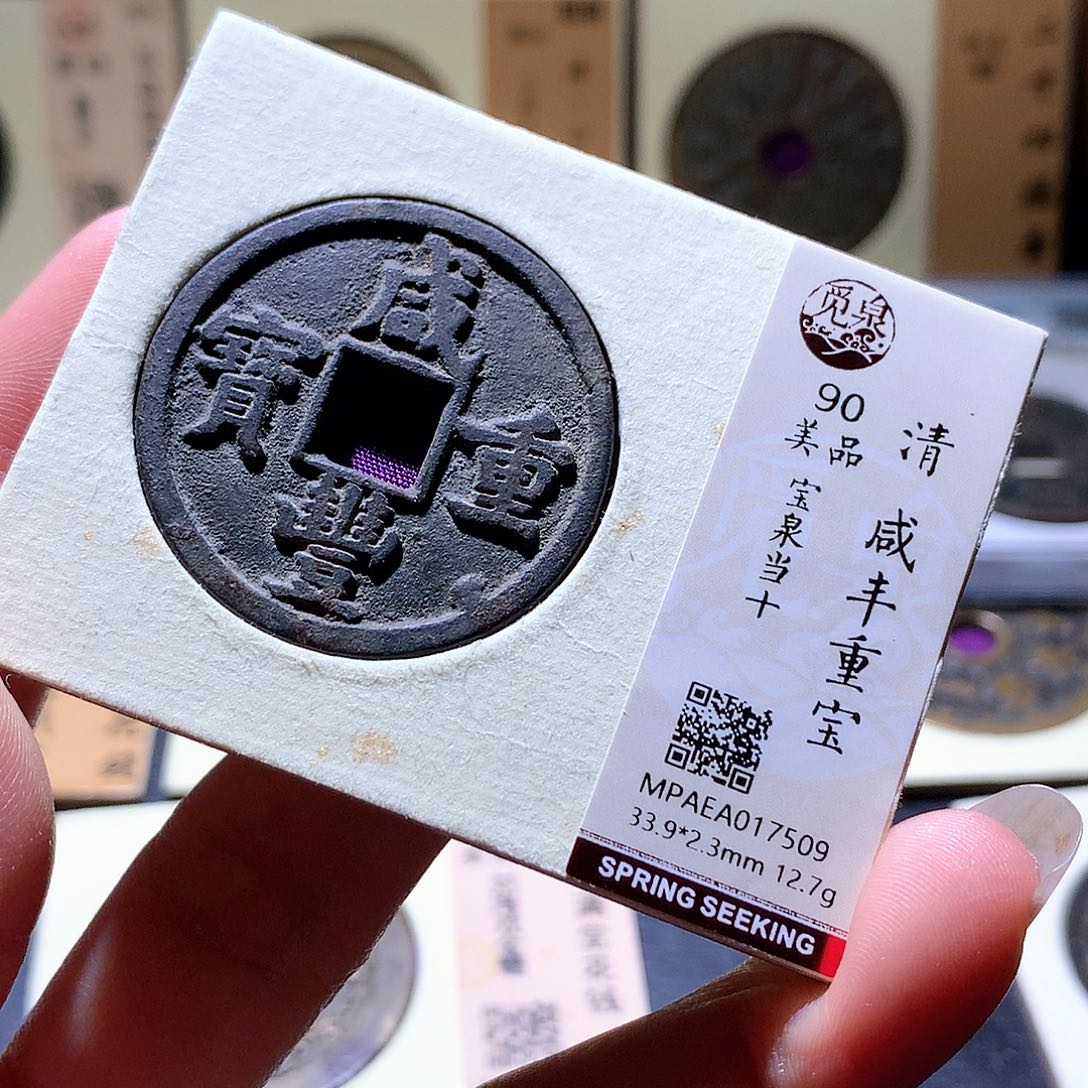 咸豐重寶
觅泉
90
美品
宝泉当十
清
咸丰重宝
MPAEA017509
33.9*2.3mm 12.7g
SPRING SEEKING